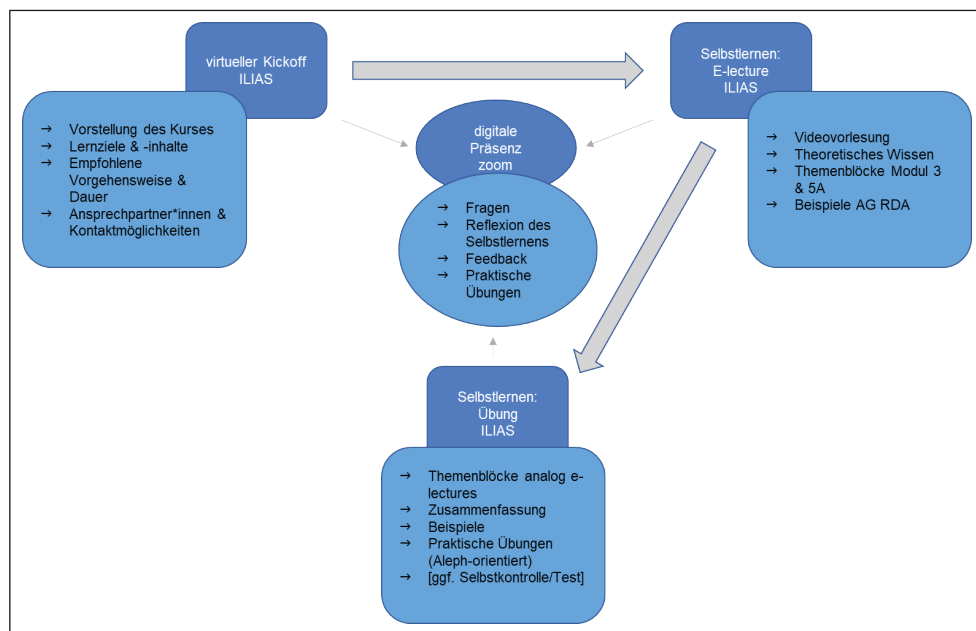 virtueller Kickoff
ILIAS
→ Vorstellung des Kurses
→ Lernziele & -inhalte
→ Empfohlene
Vorgehensweise &
Dauer
→ Ansprechpartner*innen &
Kontaktmöglichkeiten
Selbstlernen:
E-lecture
ILIAS
→ Videovorlesung
→ Theoretisches Wissen
→ Themenblöcke Modul 3
& 5A
→ Beispiele AG RDA
digitale
Präsenz
zoom
→ Fragen
→ Reflexion des
Selbstlernens
→ Feedback
→ Praktische
Übungen
Selbstlernen:
Übung
ILIAS
→ Themenblöcke analog e-
lectures
→ Zusammenfassung
→ Beispiele
→ Praktische Übungen
(Aleph-orientiert)
→ [ggf. Selbstkontrolle/Test]